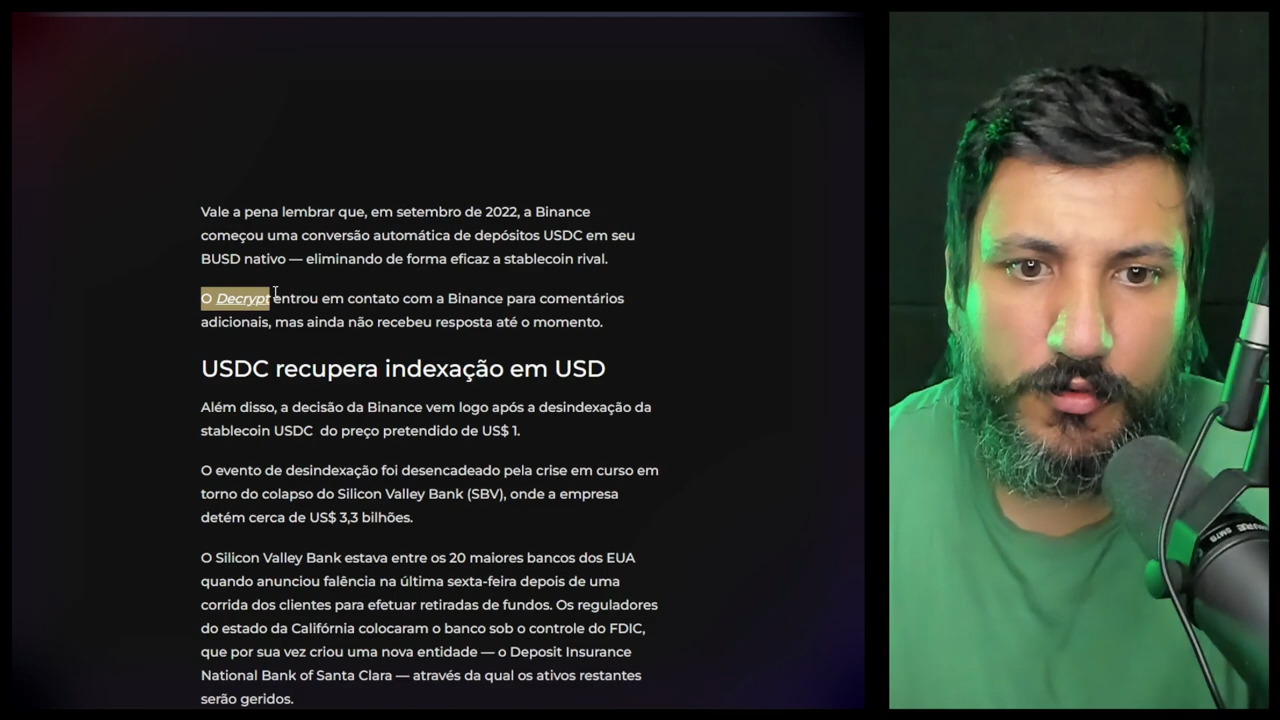 Vale a pena lembrar que, em setembro de 2022, a Binance
começou uma conversão automática de depósitos USDC em seu
BUSD nativo — eliminando de forma eficaz a stablecoin rival.
O Decrypt entrou em contato com a Binance para comentários
adicionais, mas ainda não recebeu resposta até o momento.
USDC recupera indexação em USD
Além disso, a decisão da Binance vem logo após a desindexação da
stablecoin USDC do preço pretendido de US$ 1.
O evento de desindexação foi desencadeado pela crise em curso em
torno do colapso do Silicon Valley Bank (SBV), onde a empresa
detém cerca de US$ 3,3 bilhões.
O Silicon Valley Bank estava entre os 20 maiores bancos dos EUA
quando anunciou falência na última sexta-feira depois de uma
corrida dos clientes para efetuar retiradas de fundos. Os reguladores
do estado da Califórnia colocaram o banco sob o controle do FDIC,
que por sua vez criou uma nova entidade — o Deposit Insurance
National Bank of Santa Clara — através da qual os ativos restantes
serão geridos.
SHURE SM7B